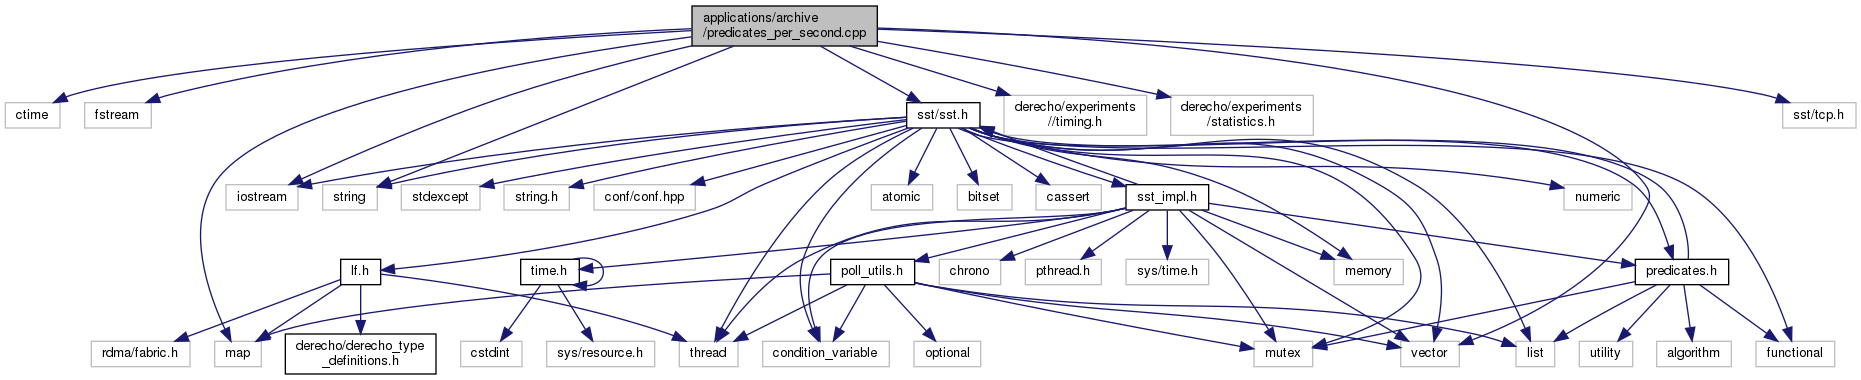 applications/archive
/predicates_per_second.cpp
ctime
fstream
sst/sst.h
derecho/experiments
//timing.h
derecho/experiments
/statistics.h
sst/tcp.h
iostream
string
stdexcept
string.h
conf/conf.hpp
atomic
bitset
cassert
sst_impl.h
numeric
lf.h
time.h
poll_utils.h
chrono
pthread.h
sys/time.h
memory
predicates.h
rdma/fabric.h
map
derecho/derecho_type
_definitions.h
cstdint
sys/resource.h
thread
condition_variable
optional
mutex
vector
list
utility
algorithm
functional